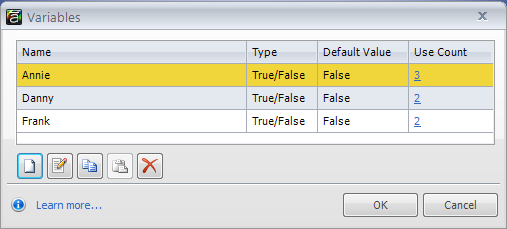 Variables
Name Type Default Value Use Count
Annie True/False False 3
Danny True/False False 2
Frank True/False False 2
Learn more... OK Cancel